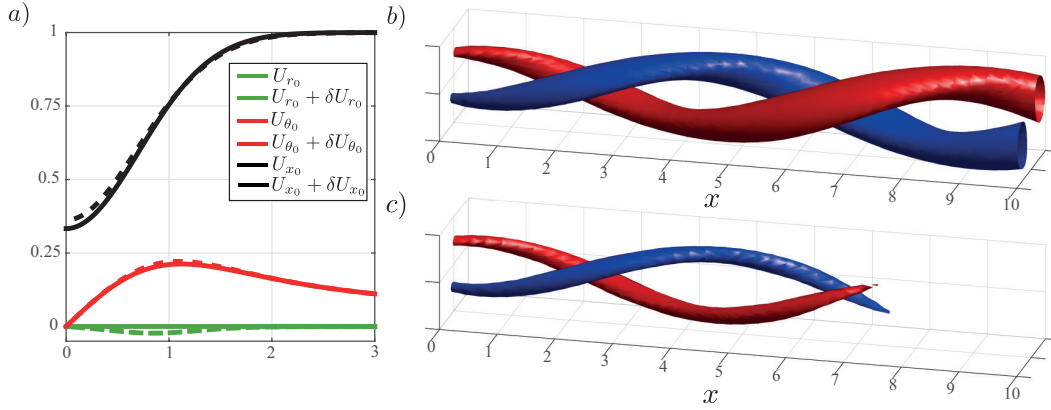 a)
1
0.75
0.5
0.25
0
0 1 2 3
U_{r_0}
U_{r_0} + δU_{r_0}
U_{θ_0}
U_{θ_0} + δU_{θ_0}
U_{x_0}
U_{x_0} + δU_{x_0}
b)
0 1 2 3 4 5 6 7 8 9 10
x
c)
0 1 2 3 4 5 6 7 8 9 10
x